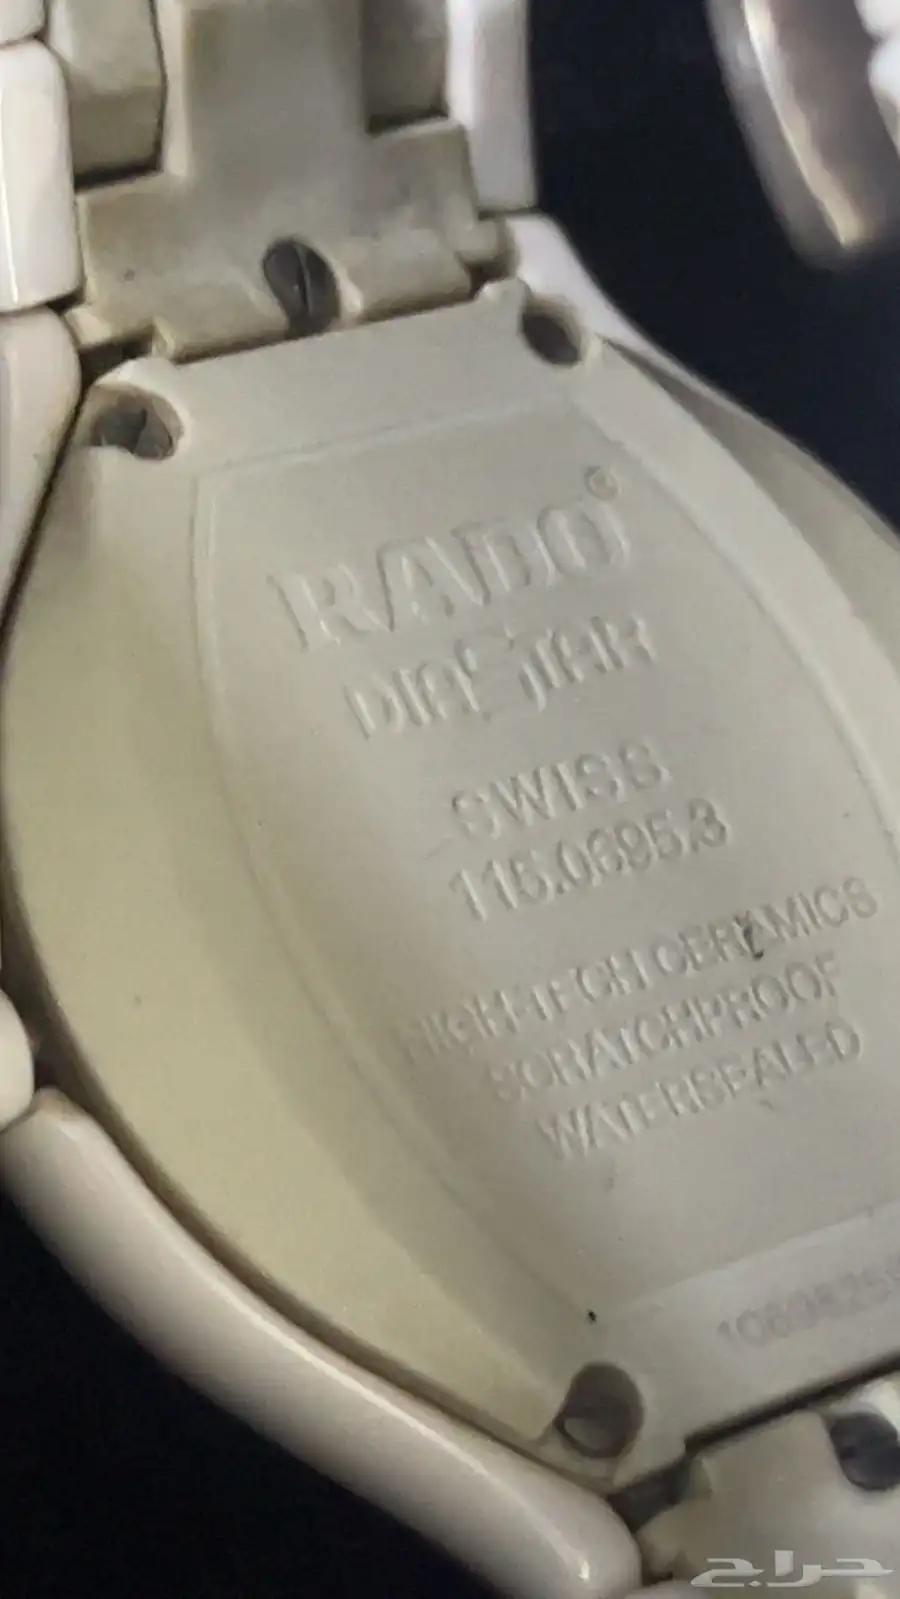 RADO®
DIASTAR
SWISS
115.0695.3
HIGH-TECH CERAMICS
SCRATCHPROOF
WATERSEALED
حراج